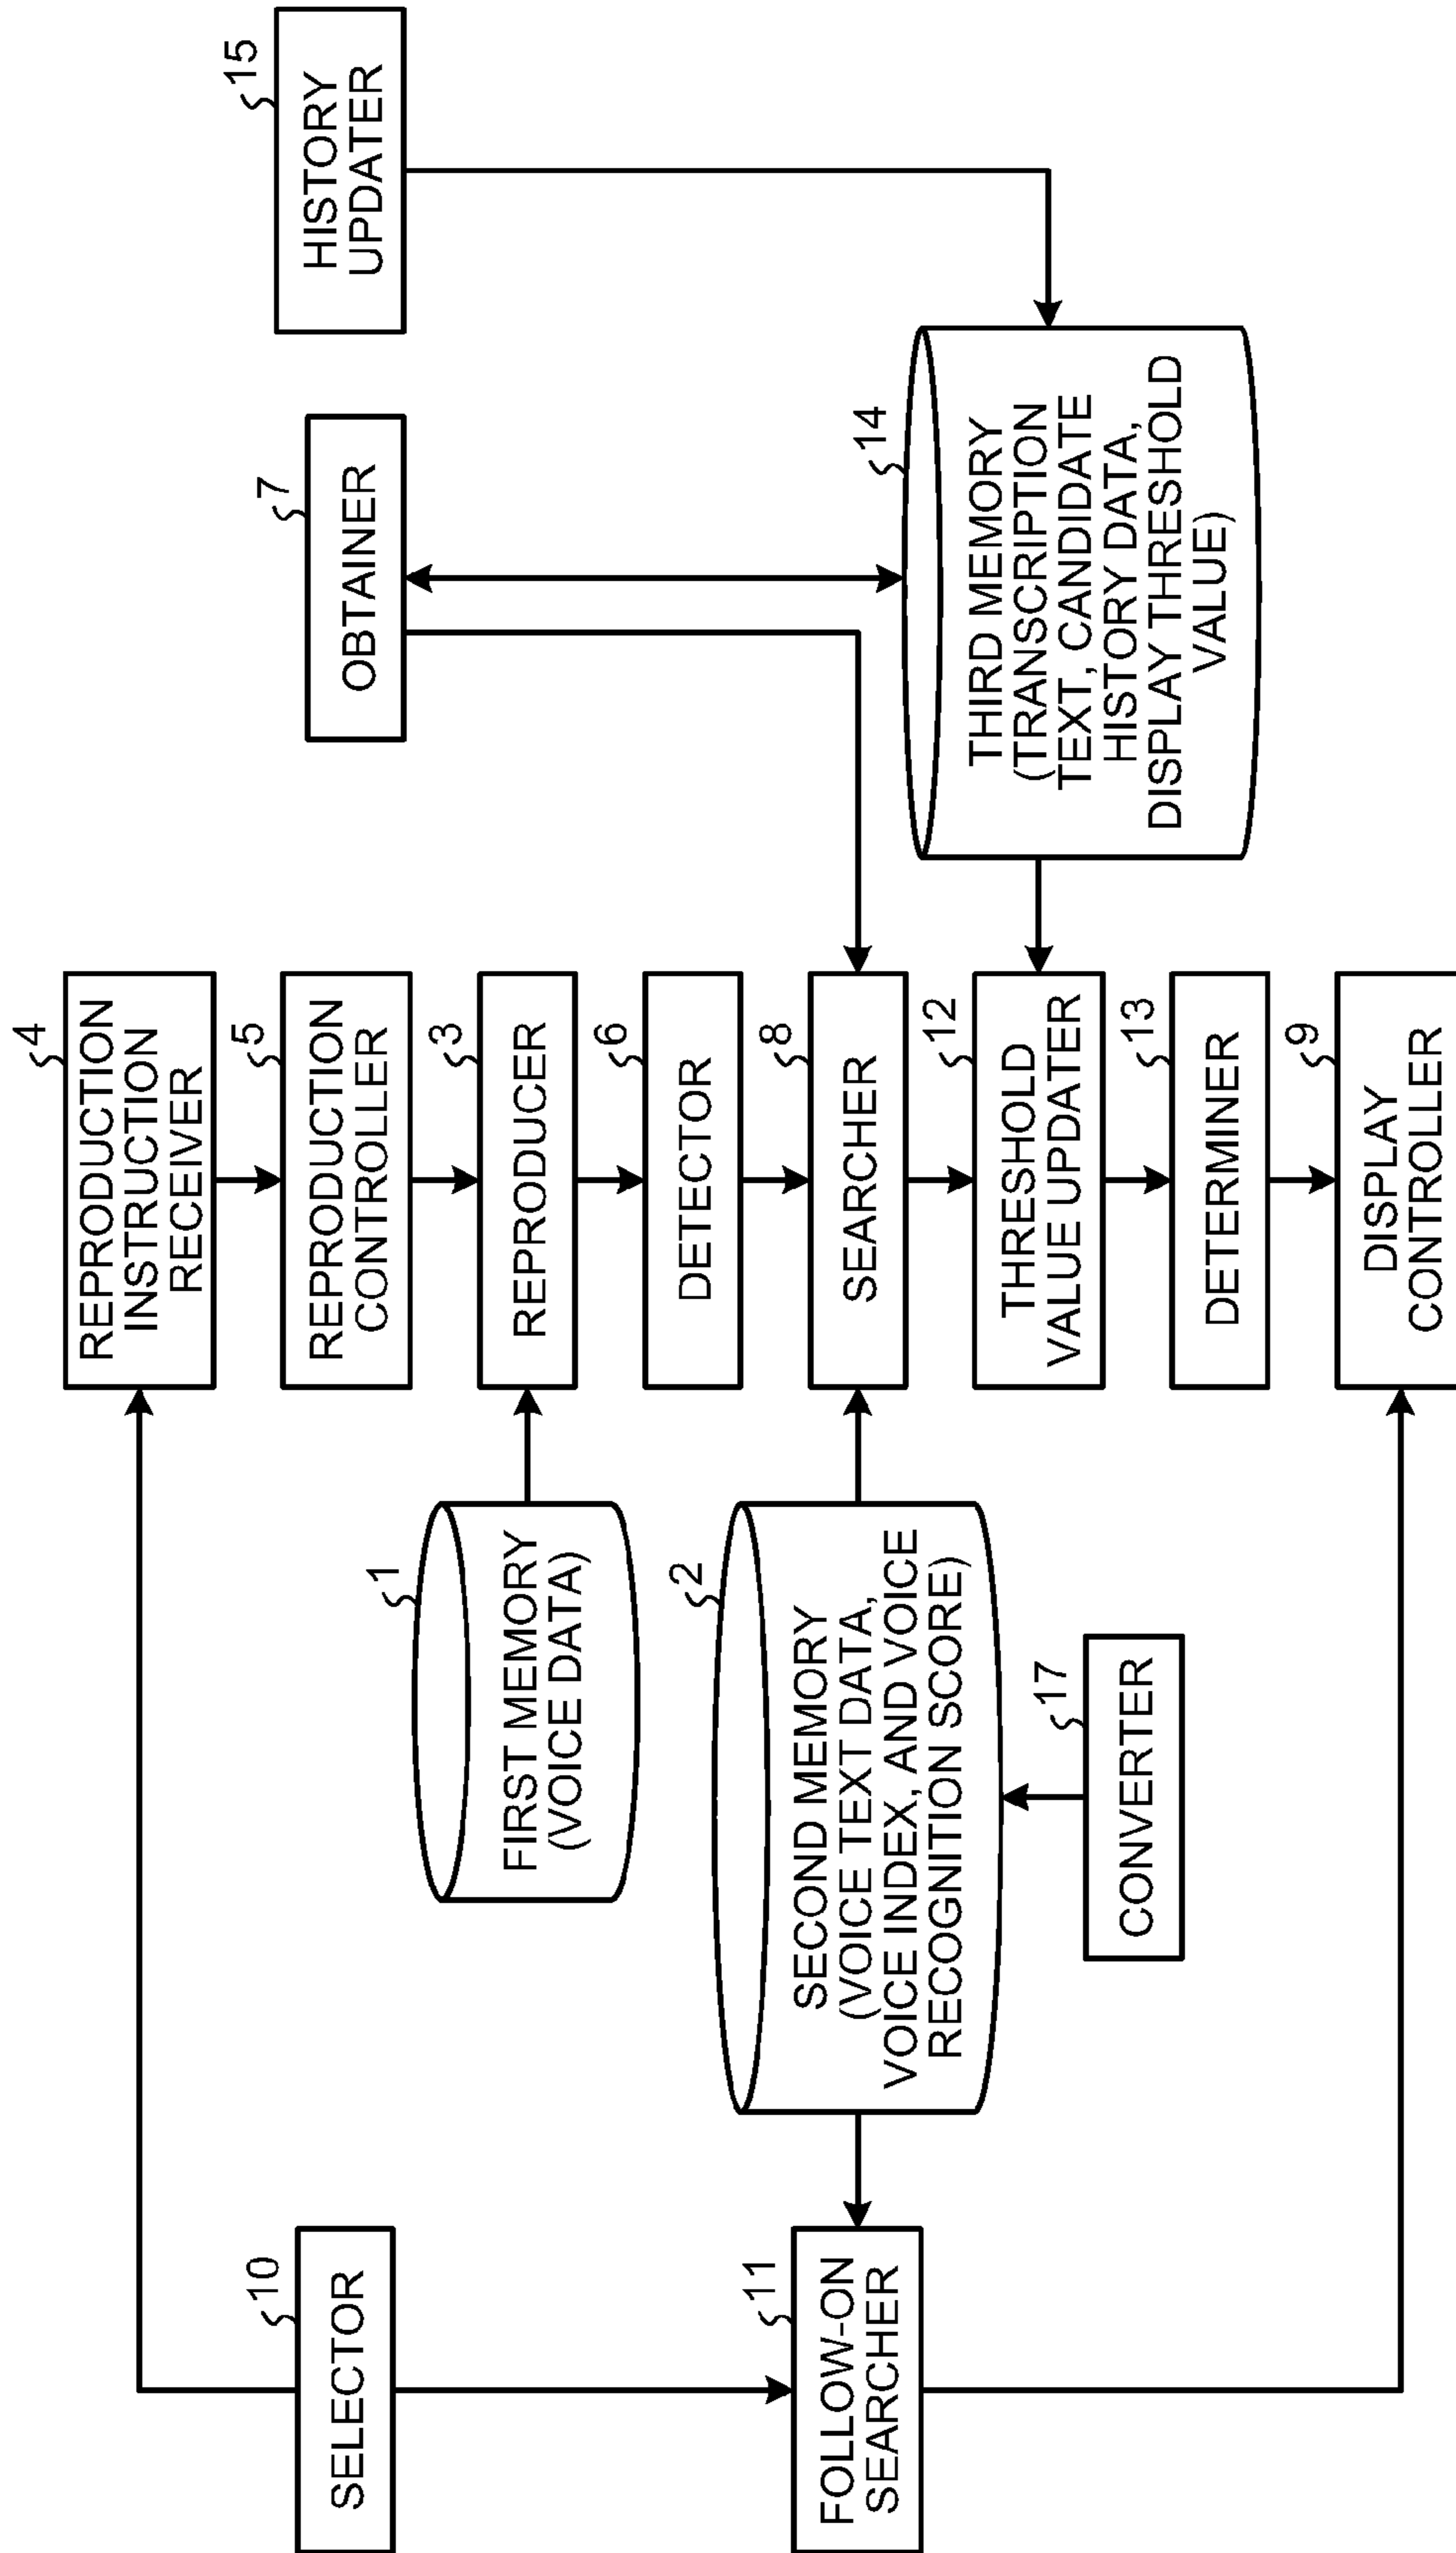 10
SELECTOR
11
FOLLOW-ON
SEARCHER
1
FIRST MEMORY
(VOICE DATA)
2
SECOND MEMORY
(VOICE TEXT DATA,
VOICE INDEX, AND VOICE
RECOGNITION SCORE)
17
CONVERTER
4
REPRODUCTION
INSTRUCTION
RECEIVER
5
REPRODUCTION
CONTROLLER
3
REPRODUCER
6
DETECTOR
8
SEARCHER
12
THRESHOLD
VALUE UPDATER
13
DETERMINER
9
DISPLAY
CONTROLLER
7
OBTAINER
14
THIRD MEMORY
(TRANSCRIPTION
TEXT, CANDIDATE
HISTORY DATA,
DISPLAY THRESHOLD
VALUE)
15
HISTORY
UPDATER